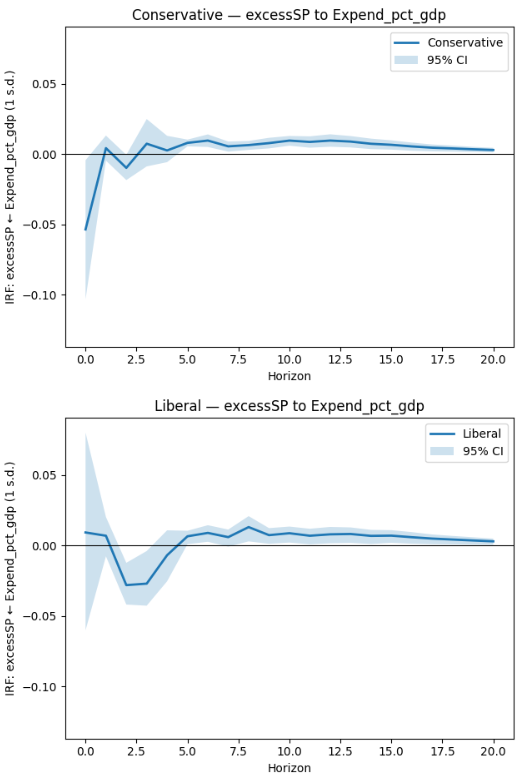 Conservative — excessSP to Expend_pct_gdp
IRF: excessSP ← Expend_pct_gdp (1 s.d.)
0.05
0.00
−0.05
−0.10
Conservative
95% CI
0.0 2.5 5.0 7.5 10.0 12.5 15.0 17.5 20.0
Horizon
Liberal — excessSP to Expend_pct_gdp
IRF: excessSP ← Expend_pct_gdp (1 s.d.)
0.05
0.00
−0.05
−0.10
Liberal
95% CI
0.0 2.5 5.0 7.5 10.0 12.5 15.0 17.5 20.0
Horizon